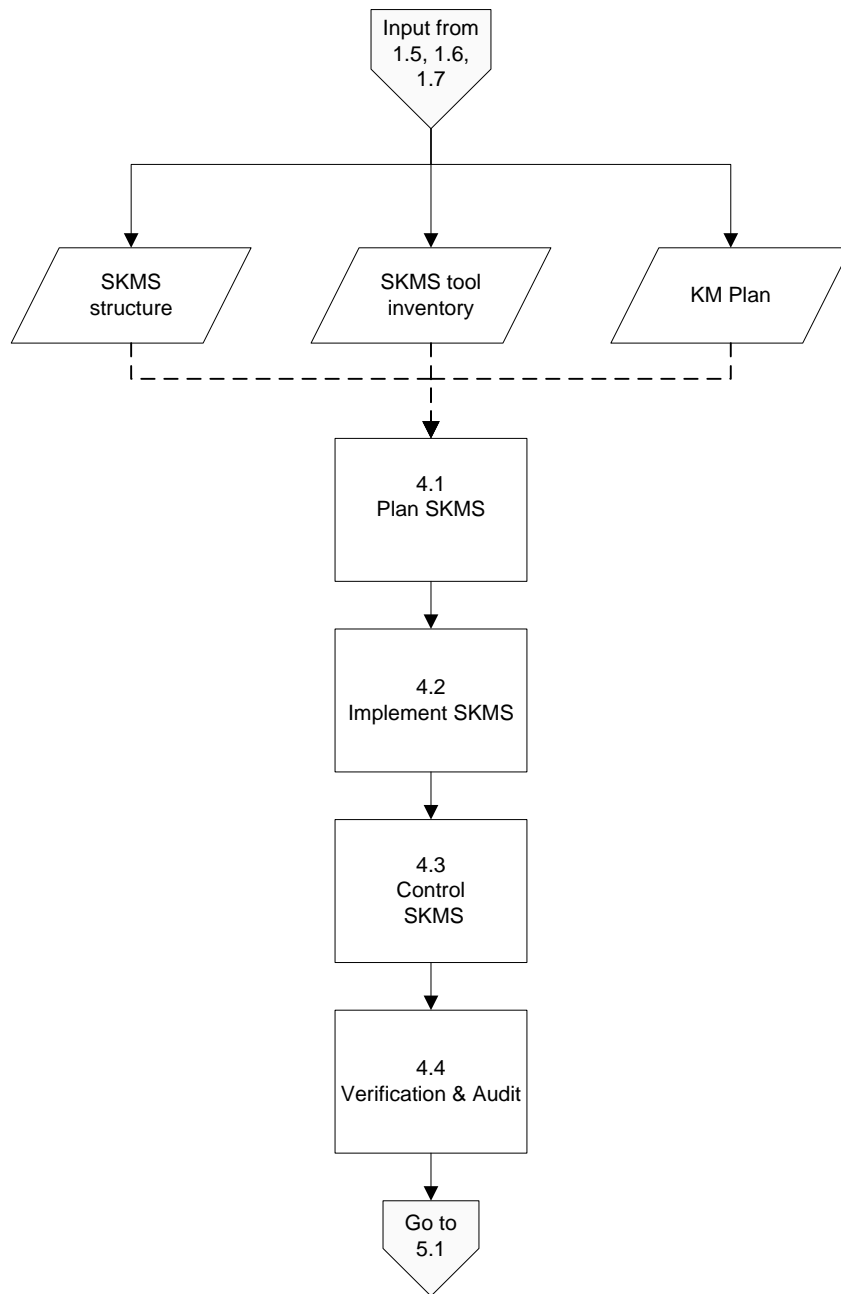 Input from
1.5, 1.6,
1.7
SKMS
structure
SKMS tool
inventory
KM Plan
4.1
Plan SKMS
4.2
Implement SKMS
4.3
Control
SKMS
4.4
Verification & Audit
Go to
5.1